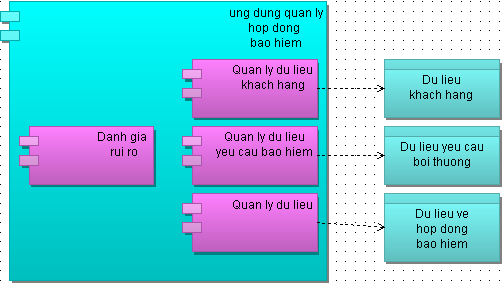 ung dung quan ly
hop dong
bao hiem
Quan ly du lieu
khach hang
Du lieu
khach hang
Danh gia
rui ro
Quan ly du lieu
yeu cau bao hiem
Du lieu yeu cau
boi thuong
Quan ly du lieu
Du lieu ve
hop dong
bao hiem